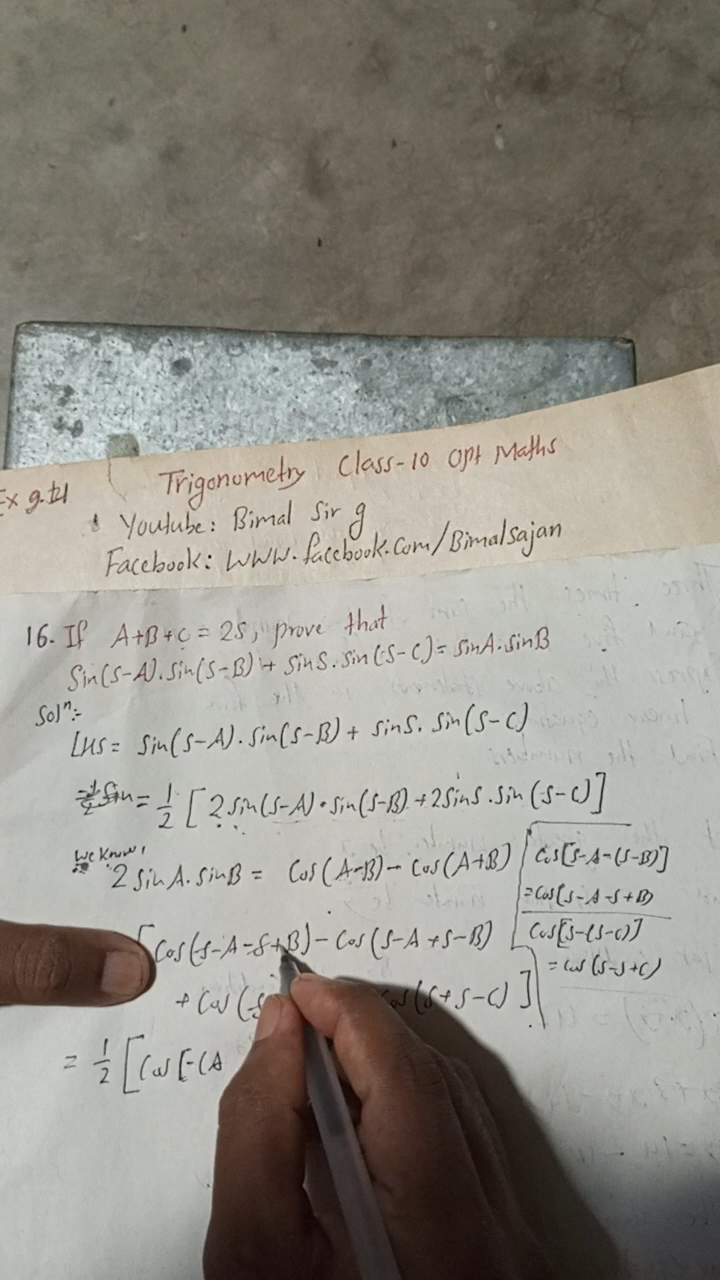 Ex 9.
Trigonometry Class-10 Opt Maths
Youtube: Bimal Sir g
Facebook: WWW.facebook.com/Bimalsajan
16. If A+B+C = 2S, prove that
Sin(S-A).Sin(S-B)+ SinS.Sin(S-C)= SinA.SinB
Solⁿ:-
LHS = Sin(S-A).Sin(S-B)+ SinS. Sin(S-C)
= 1/2 [2Sin(S-A).Sin(S-B)+2SinS.Sin(S-C)]
We know,
2 SinA.SinB = Cos(A-B)- Cos(A+B)
Cos[S-A-(S-B)]
=Cos(S-A-S+B)
Cos[S-(S-C)]
= Cos(S-S+C)
[Cos(S-A-S+B)- Cos(S-A+S-B)
+ Cos(S Cos(S+S-C)]
= 1/2 [Cos[-(A